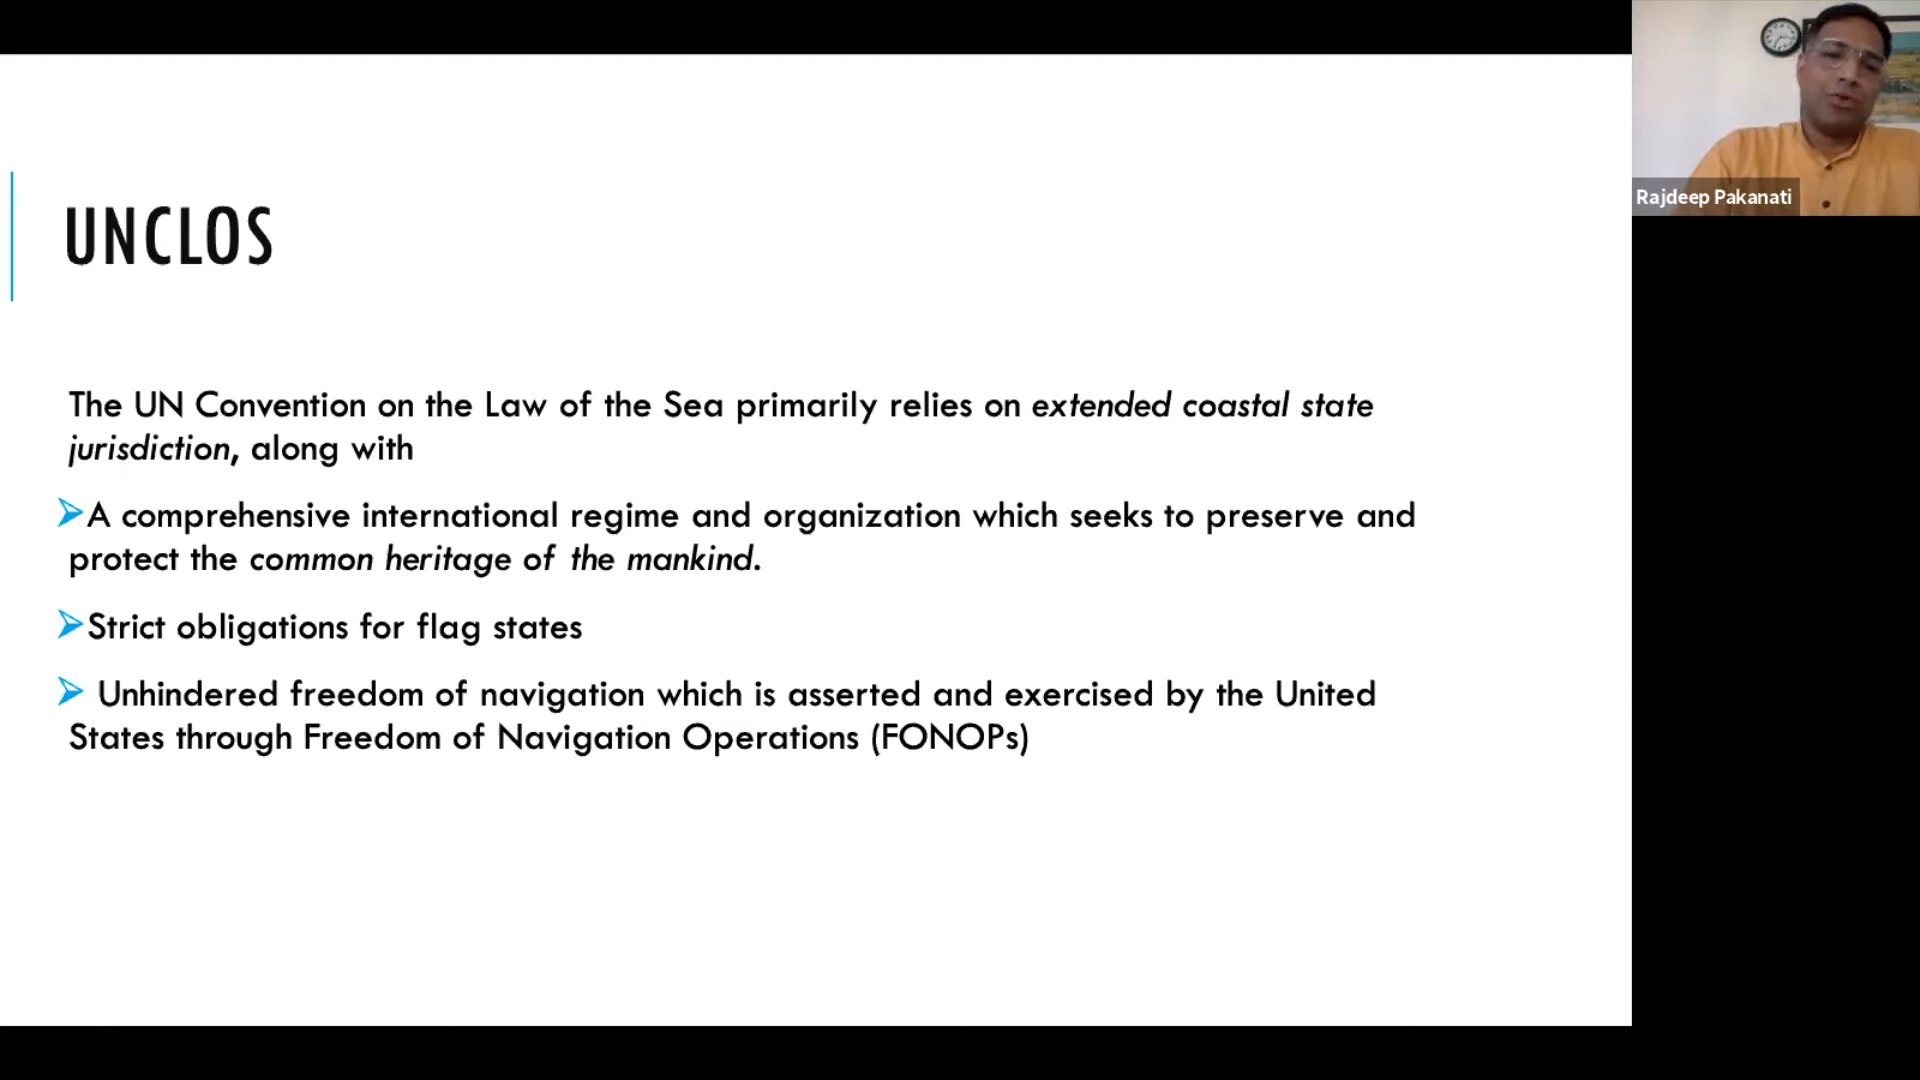 UNCLOS
The UN Convention on the Law of the Sea primarily relies on extended coastal state
jurisdiction, along with
➢A comprehensive international regime and organization which seeks to preserve and
protect the common heritage of the mankind.
➢Strict obligations for flag states
➢ Unhindered freedom of navigation which is asserted and exercised by the United
States through Freedom of Navigation Operations (FONOPs)
Rajdeep Pakanati